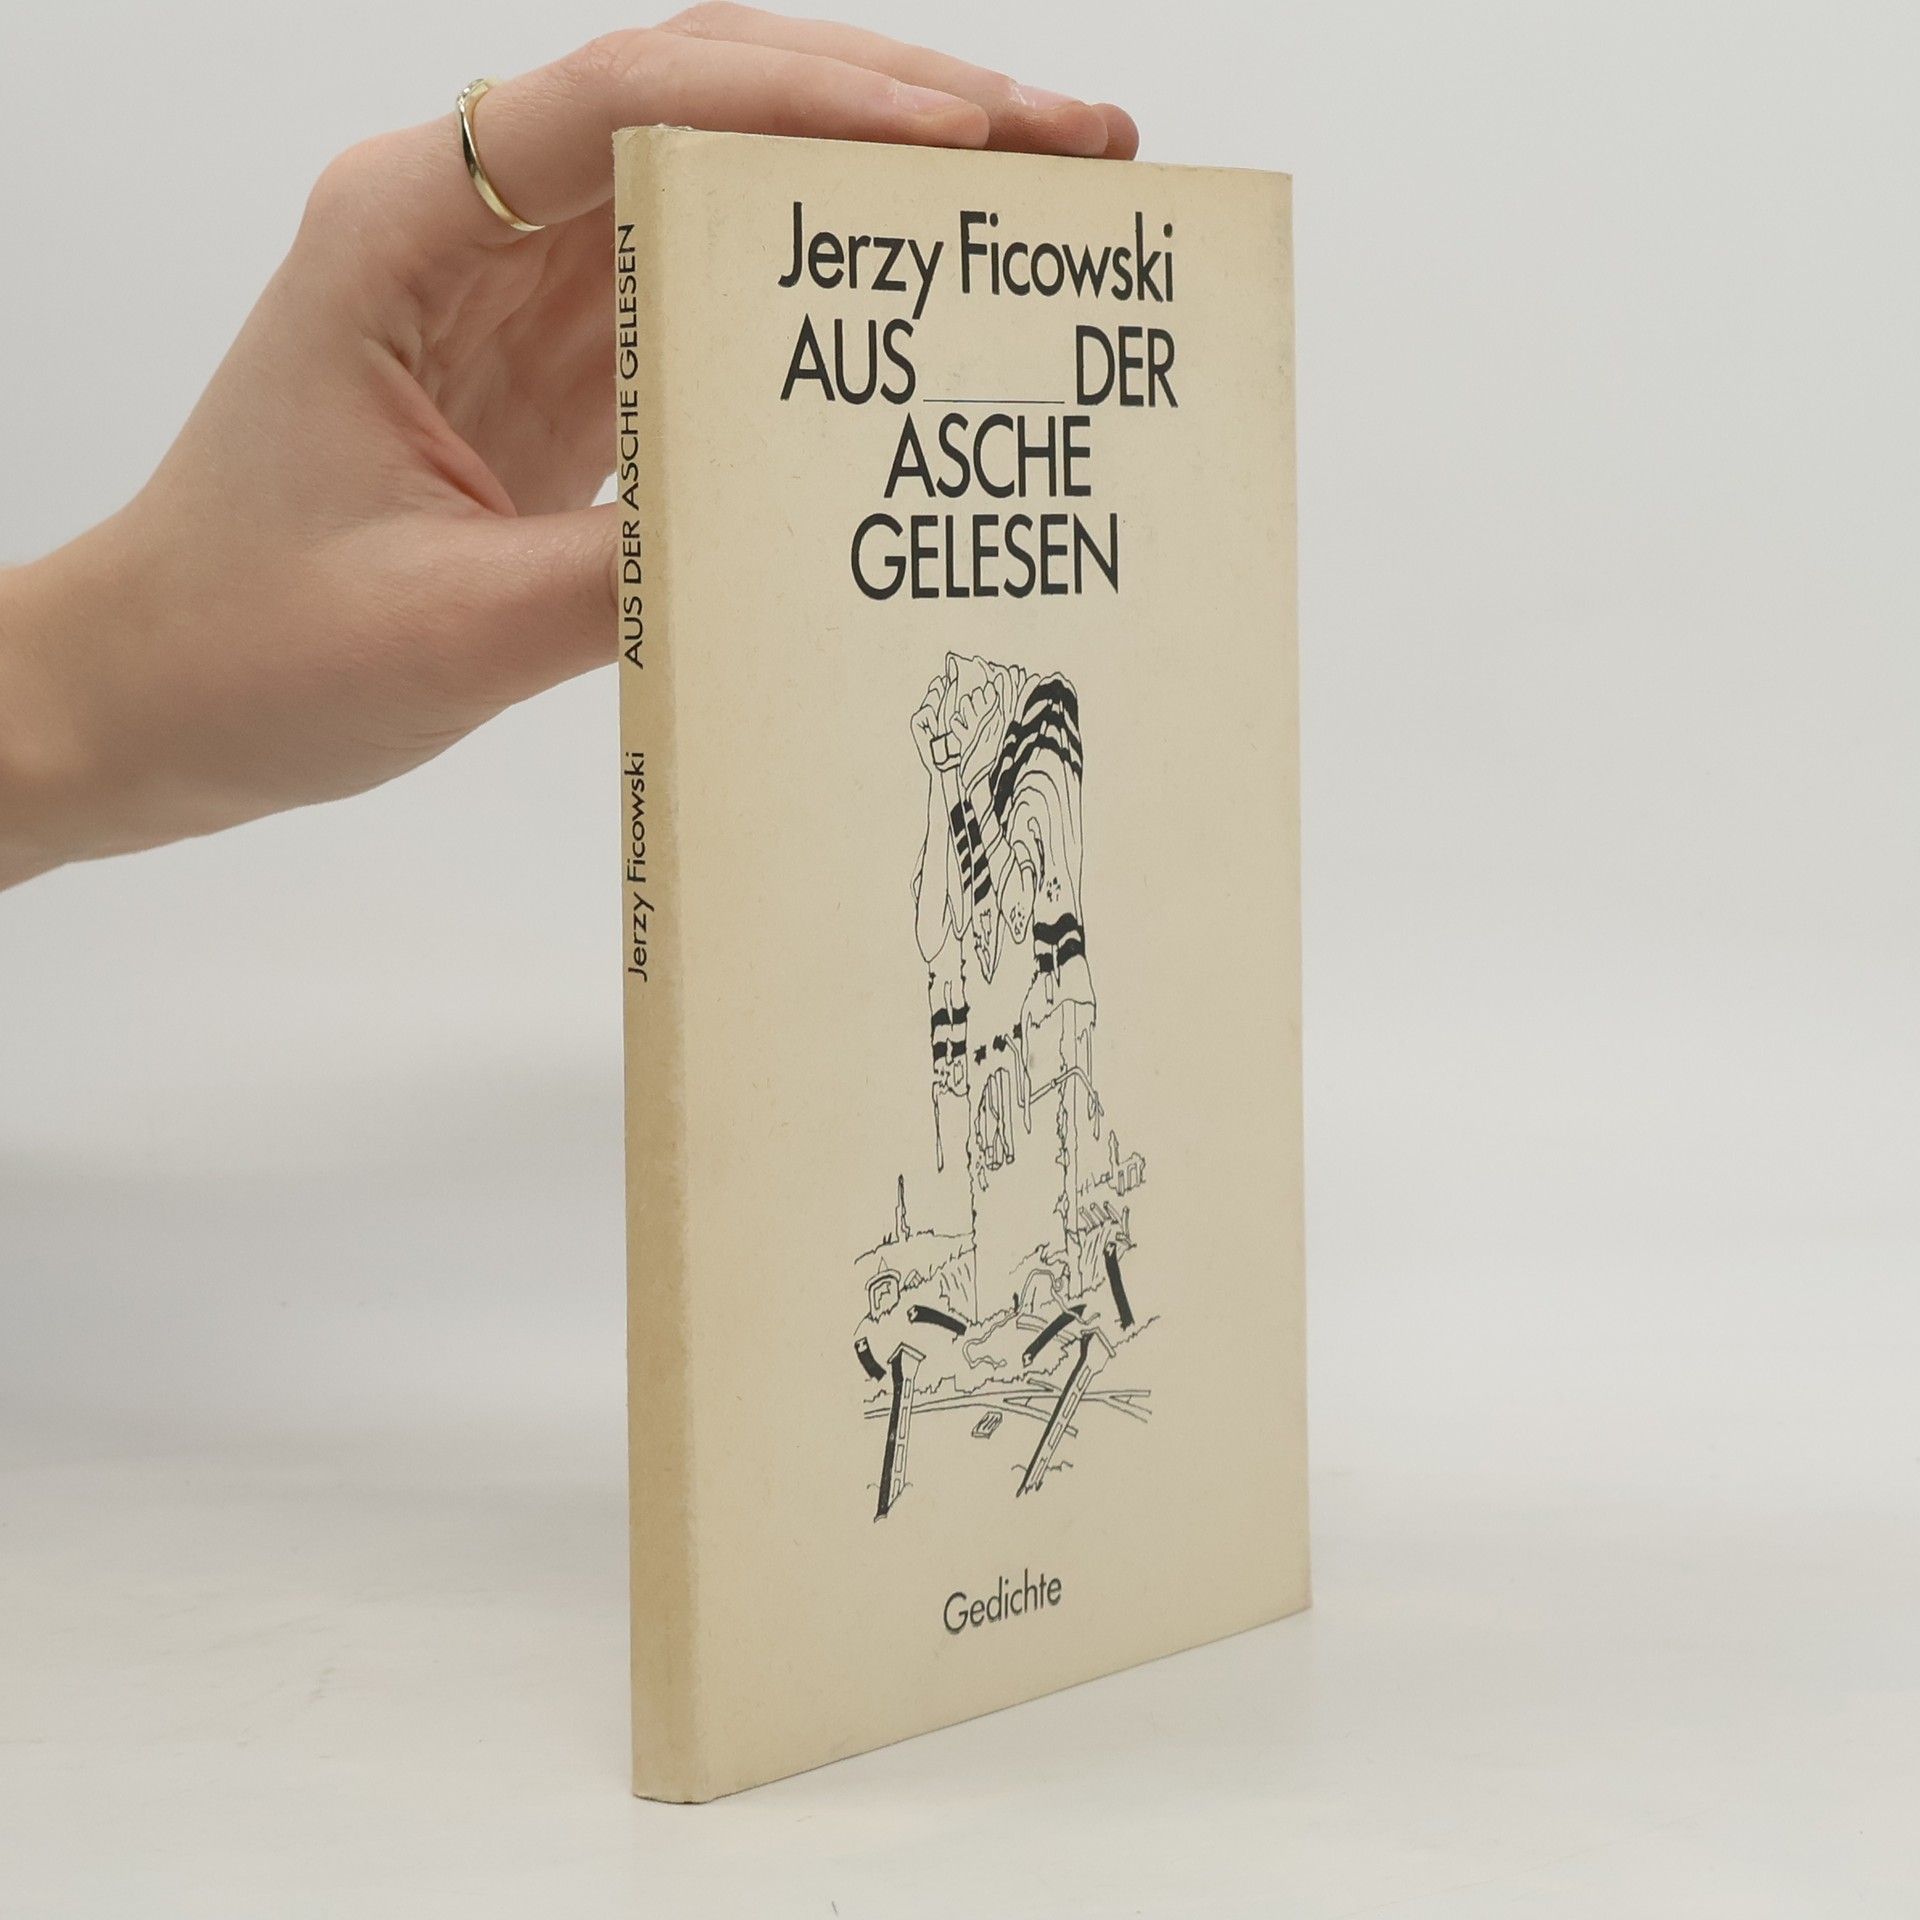 Jerzy Ficowski
AUS DER
ASCHE
GELESEN
Gedichte
Jerzy Ficowski AUS DER ASCHE GELESEN